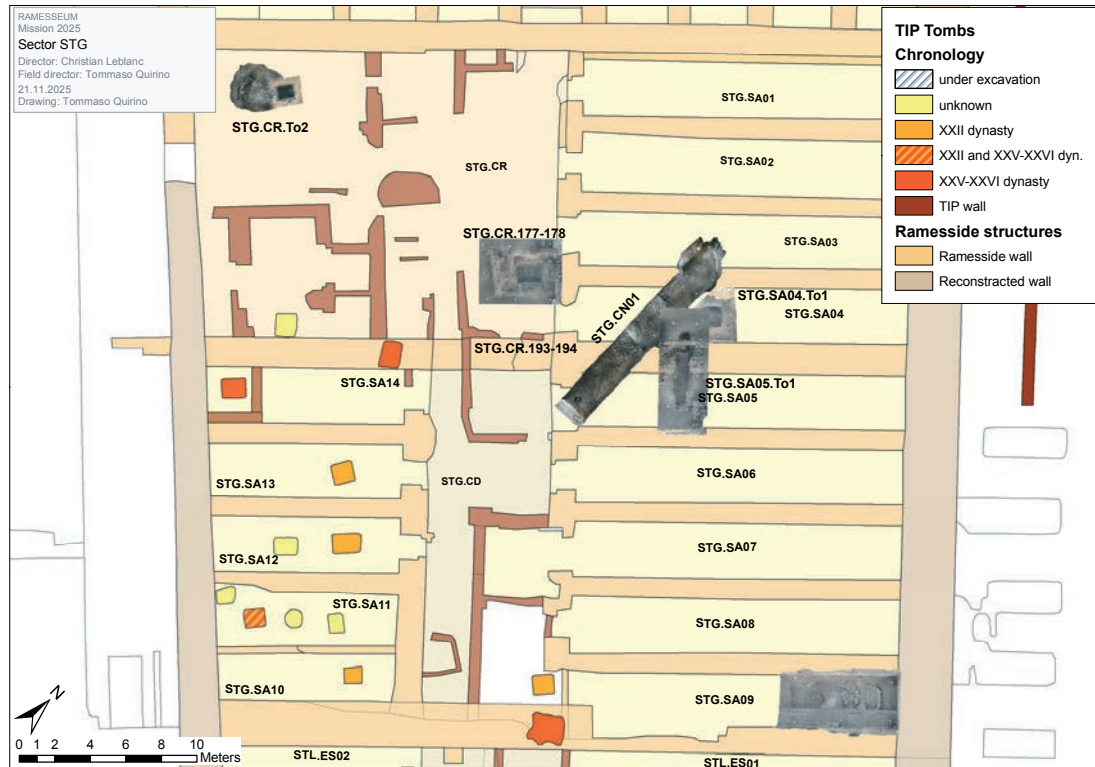 RAMESSEUM
Mission 2025
Sector STG
Director: Christian Leblanc
Field director: Tommaso Quirino
21.11.2025
Drawing: Tommaso Quirino
TIP Tombs
Chronology
under excavation
unknown
XXII dynasty
XXII and XXV-XXVI dyn.
XXV-XXVI dynasty
TIP wall
Ramesside structures
Ramesside wall
Reconstracted wall
STG.CR.To2
STG.SA01
STG.SA02
STG.CR
STG.CR.177-178
STG.SA03
STG.CN01
STG.SA04.To1
STG.SA04
STG.CR.193-194
STG.SA14
STG.SA05.To1
STG.SA05
STG.SA13
STG.CD
STG.SA06
STG.SA12
STG.SA07
STG.SA11
STG.SA08
STG.SA10
STG.SA09
N
0 1 2 4 6 8 10
Meters
STL.ES02
STL.ES01